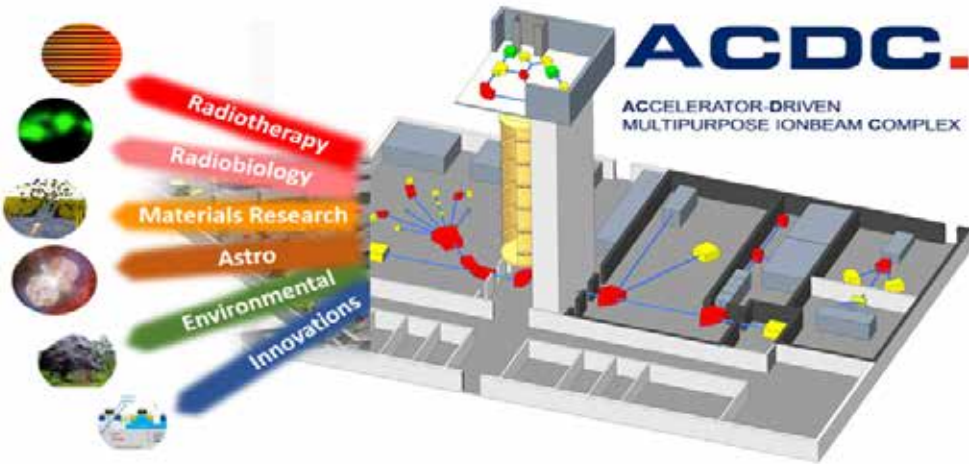 ACDC.
ACCELERATOR-DRIVEN
MULTIPURPOSE IONBEAM COMPLEX
Radiotherapy
Radiobiology
Materials Research
Astro
Environmental
Innovations